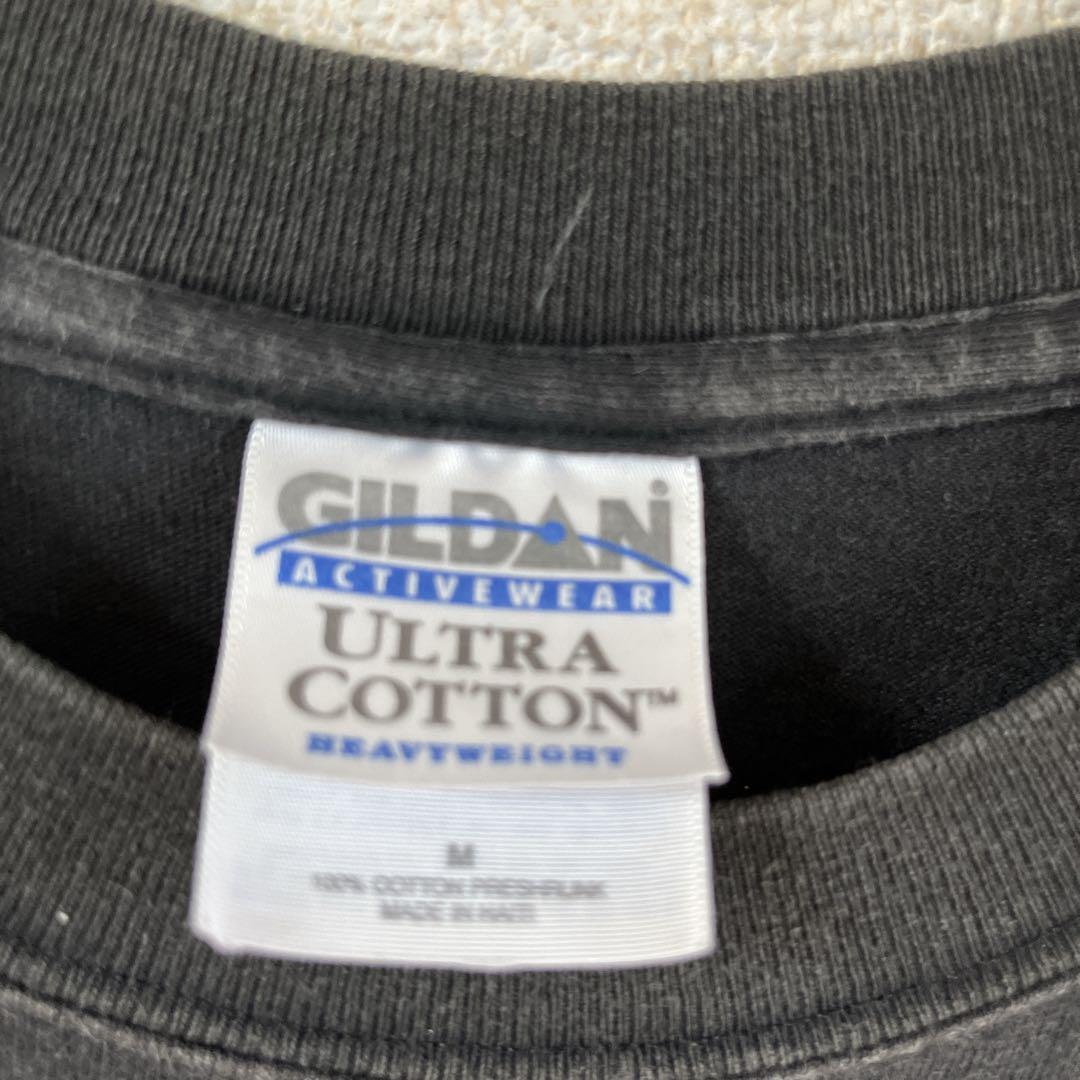 GILDAN
ACTIVEWEAR
ULTRA
COTTON™
HEAVYWEIGHT
M
100% COTTON PRESHRUNK
MADE IN HAITI